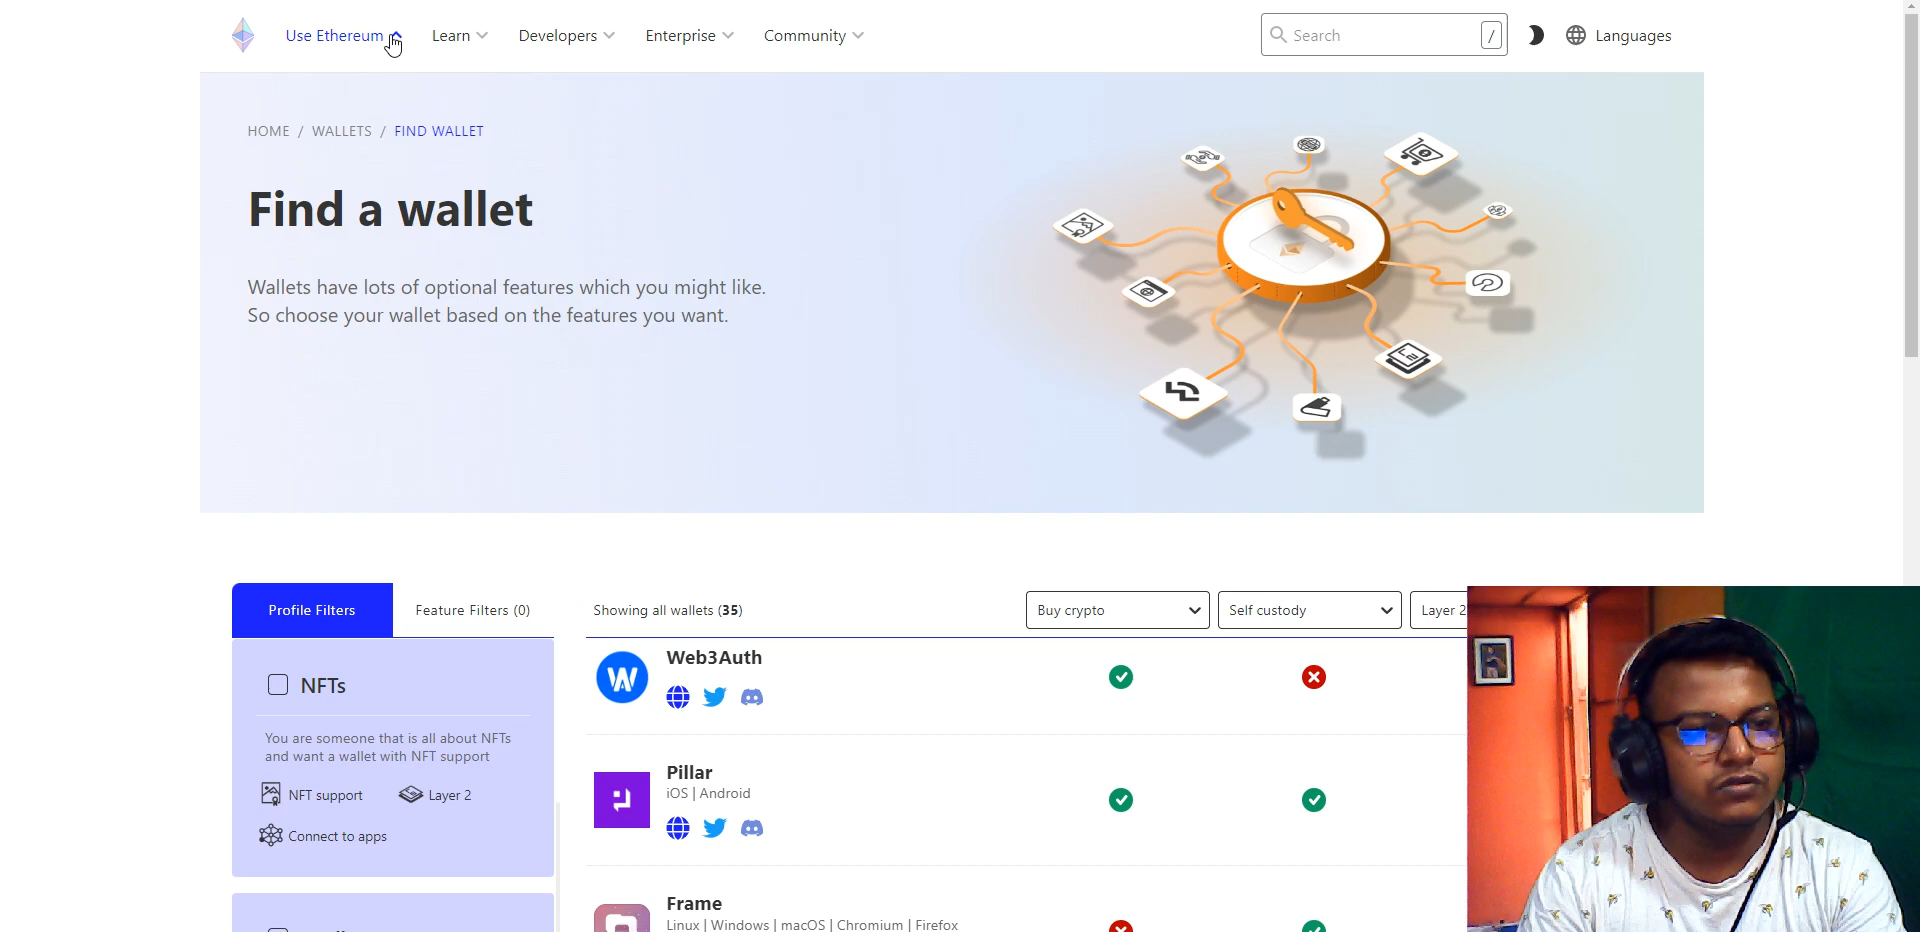 Use Ethereum Learn Developers Enterprise Community Search / Languages
HOME / WALLETS / FIND WALLET
Find a wallet
Wallets have lots of optional features which you might like.
So choose your wallet based on the features you want.
Profile Filters Feature Filters (0) Showing all wallets (35) Buy crypto Self custody Layer 2
NFTs
You are someone that is all about NFTs
and want a wallet with NFT support
NFT support Layer 2
Connect to apps
Web3Auth
Pillar
iOS | Android
Frame
Linux | Windows | macOS | Chromium | Firefox